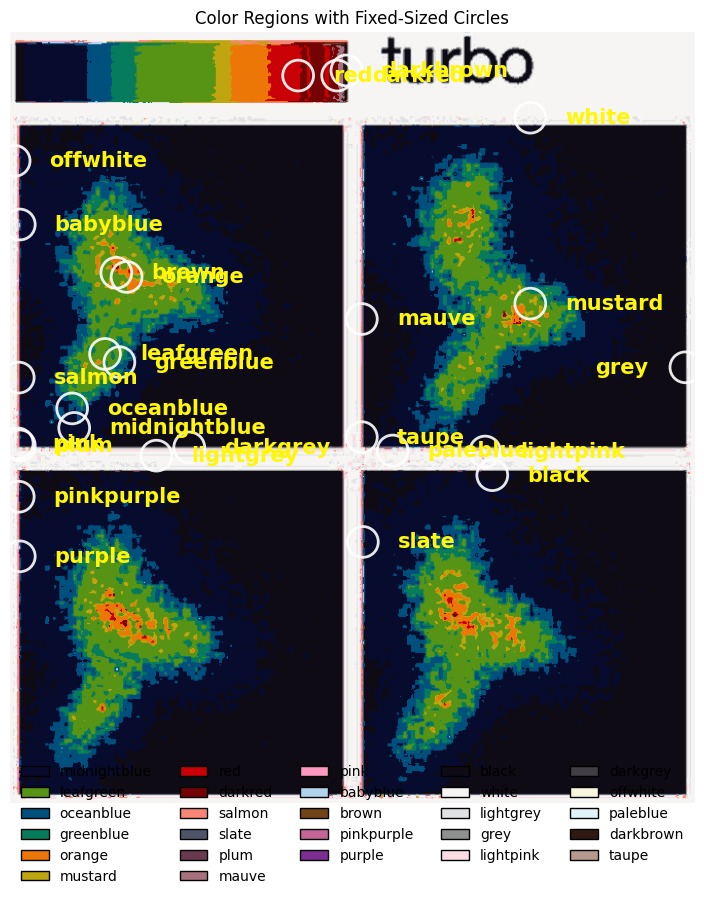 Color Regions with Fixed-Sized Circles
turbo
red darkred darkbrown
white
offwhite
babyblue
brown
orange
mauve
mustard
leafgreen
greenblue
grey
salmon
oceanblue
midnightblue
taupe
pink
plum
darkgrey
lightgrey
paleblue lightpink
black
pinkpurple
slate
purple
midnightblue red pink black darkgrey
leafgreen darkred babyblue white offwhite
oceanblue salmon brown lightgrey paleblue
greenblue slate pinkpurple grey darkbrown
orange plum purple lightpink taupe
mustard mauve